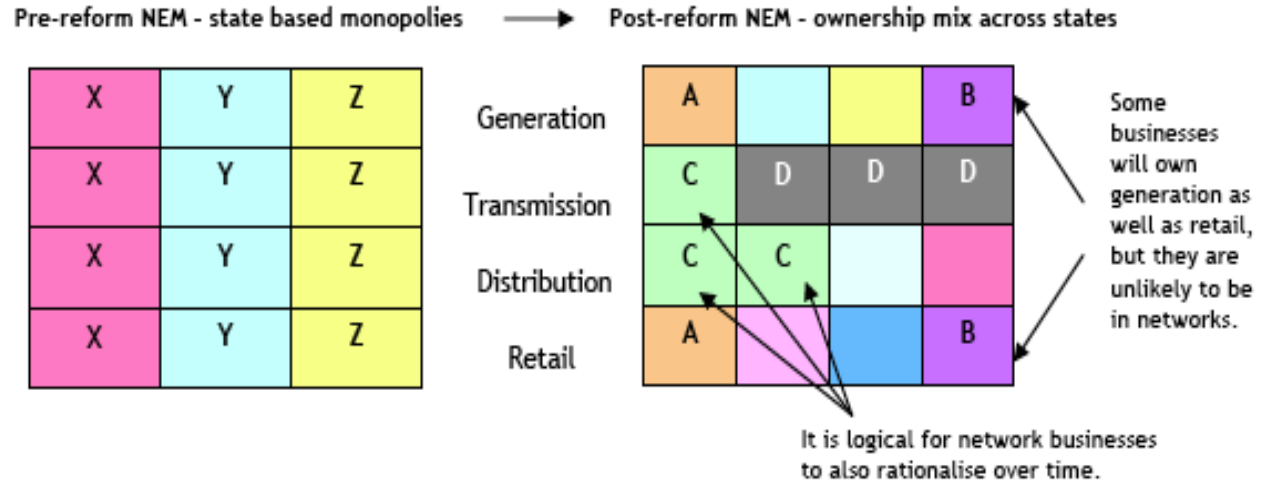 Pre-reform NEM - state based monopolies
Post-reform NEM - ownership mix across states
X Y Z
X Y Z
X Y Z
X Y Z
Generation
Transmission
Distribution
Retail
A B
C D D D
C C
A B
Some
businesses
will own
generation as
well as retail,
but they are
unlikely to be
in networks.
It is logical for network businesses
to also rationalise over time.